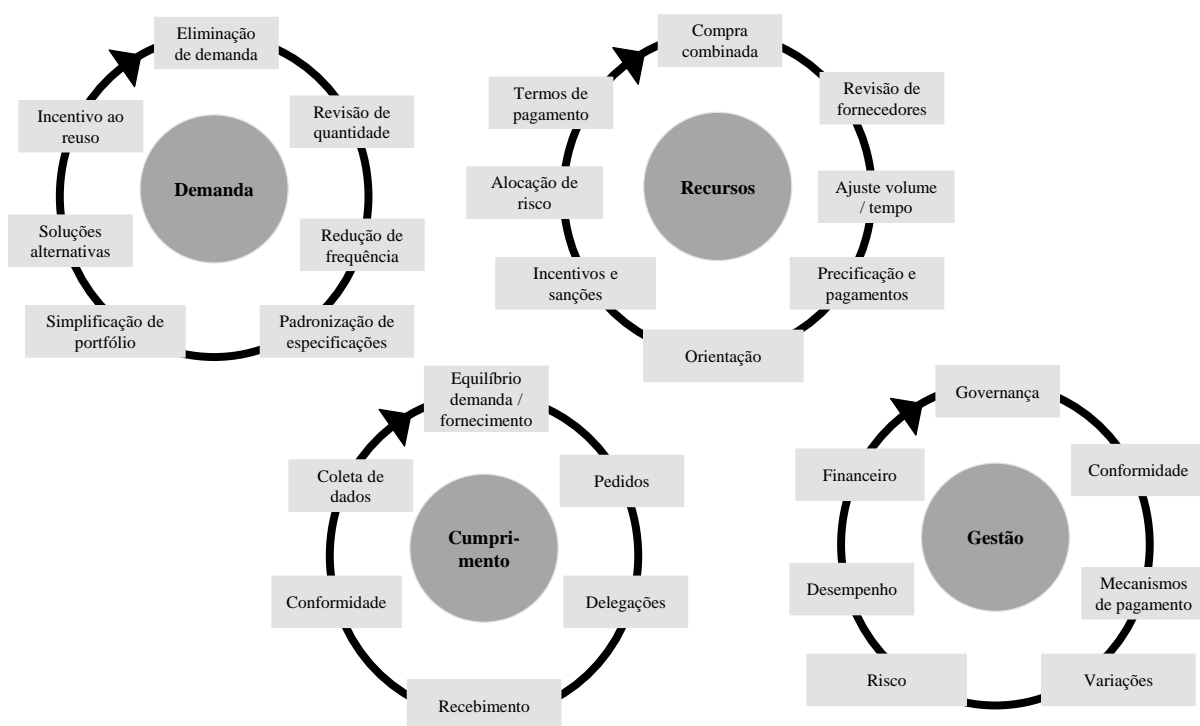 Eliminação
de demanda
Revisão de
quantidade
Redução de
frequência
Padronização de
especificações
Simplificação de
portfólio
Soluções
alternativas
Incentivo ao
reuso
Demanda
Compra
combinada
Revisão de
fornecedores
Ajuste volume
/ tempo
Precificação e
pagamentos
Orientação
Incentivos e
sanções
Alocação de
risco
Termos de
pagamento
Recursos
Equilíbrio
demanda /
fornecimento
Pedidos
Delegações
Recebimento
Conformidade
Coleta de
dados
Cumpri-
mento
Governança
Conformidade
Mecanismos
de pagamento
Variações
Risco
Desempenho
Financeiro
Gestão